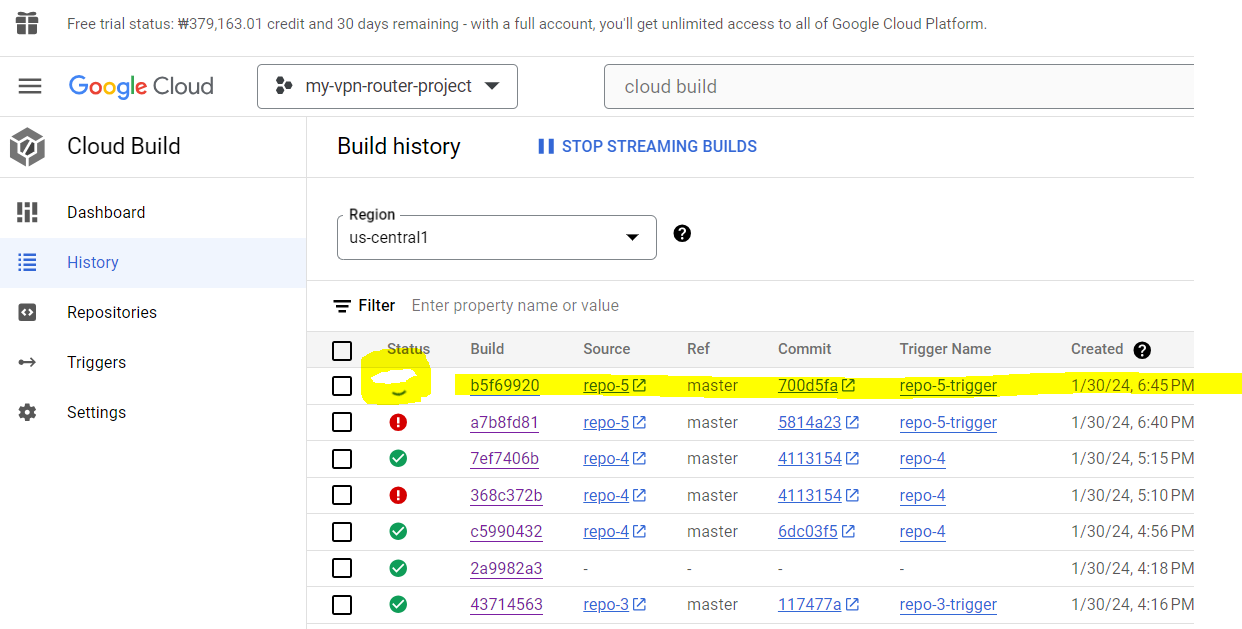 Free trial status: ₩379,163.01 credit and 30 days remaining - with a full account, you'll get unlimited access to all of Google Cloud Platform.
Google Cloud my-vpn-router-project cloud build
Cloud Build Build history STOP STREAMING BUILDS
Dashboard
History
Repositories
Triggers
Settings
Region
us-central1
Filter Enter property name or value
Status Build Source Ref Commit Trigger Name Created
b5f69920 repo-5 master 700d5fa repo-5-trigger 1/30/24, 6:45 PM
a7b8fd81 repo-5 master 5814a23 repo-5-trigger 1/30/24, 6:40 PM
7ef7406b repo-4 master 4113154 repo-4 1/30/24, 5:15 PM
368c372b repo-4 master 4113154 repo-4 1/30/24, 5:10 PM
c5990432 repo-4 master 6dc03f5 repo-4 1/30/24, 4:56 PM
2a9982a3 - - - - 1/30/24, 4:18 PM
43714563 repo-3 master 117477a repo-3-trigger 1/30/24, 4:16 PM